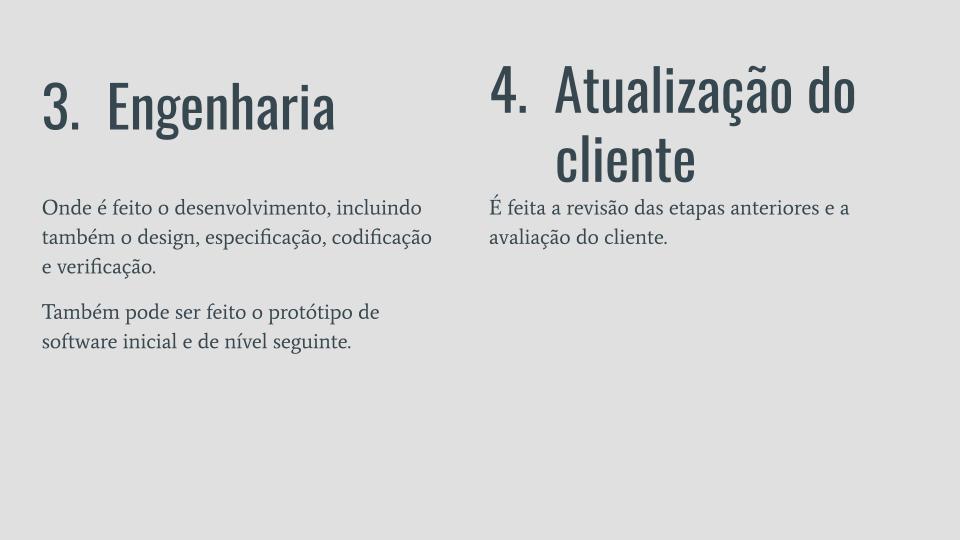 3. Engenharia
Onde é feito o desenvolvimento, incluindo
também o design, especificação, codificação
e verificação.
Também pode ser feito o protótipo de
software inicial e de nível seguinte.
4. Atualização do
cliente
É feita a revisão das etapas anteriores e a
avaliação do cliente.